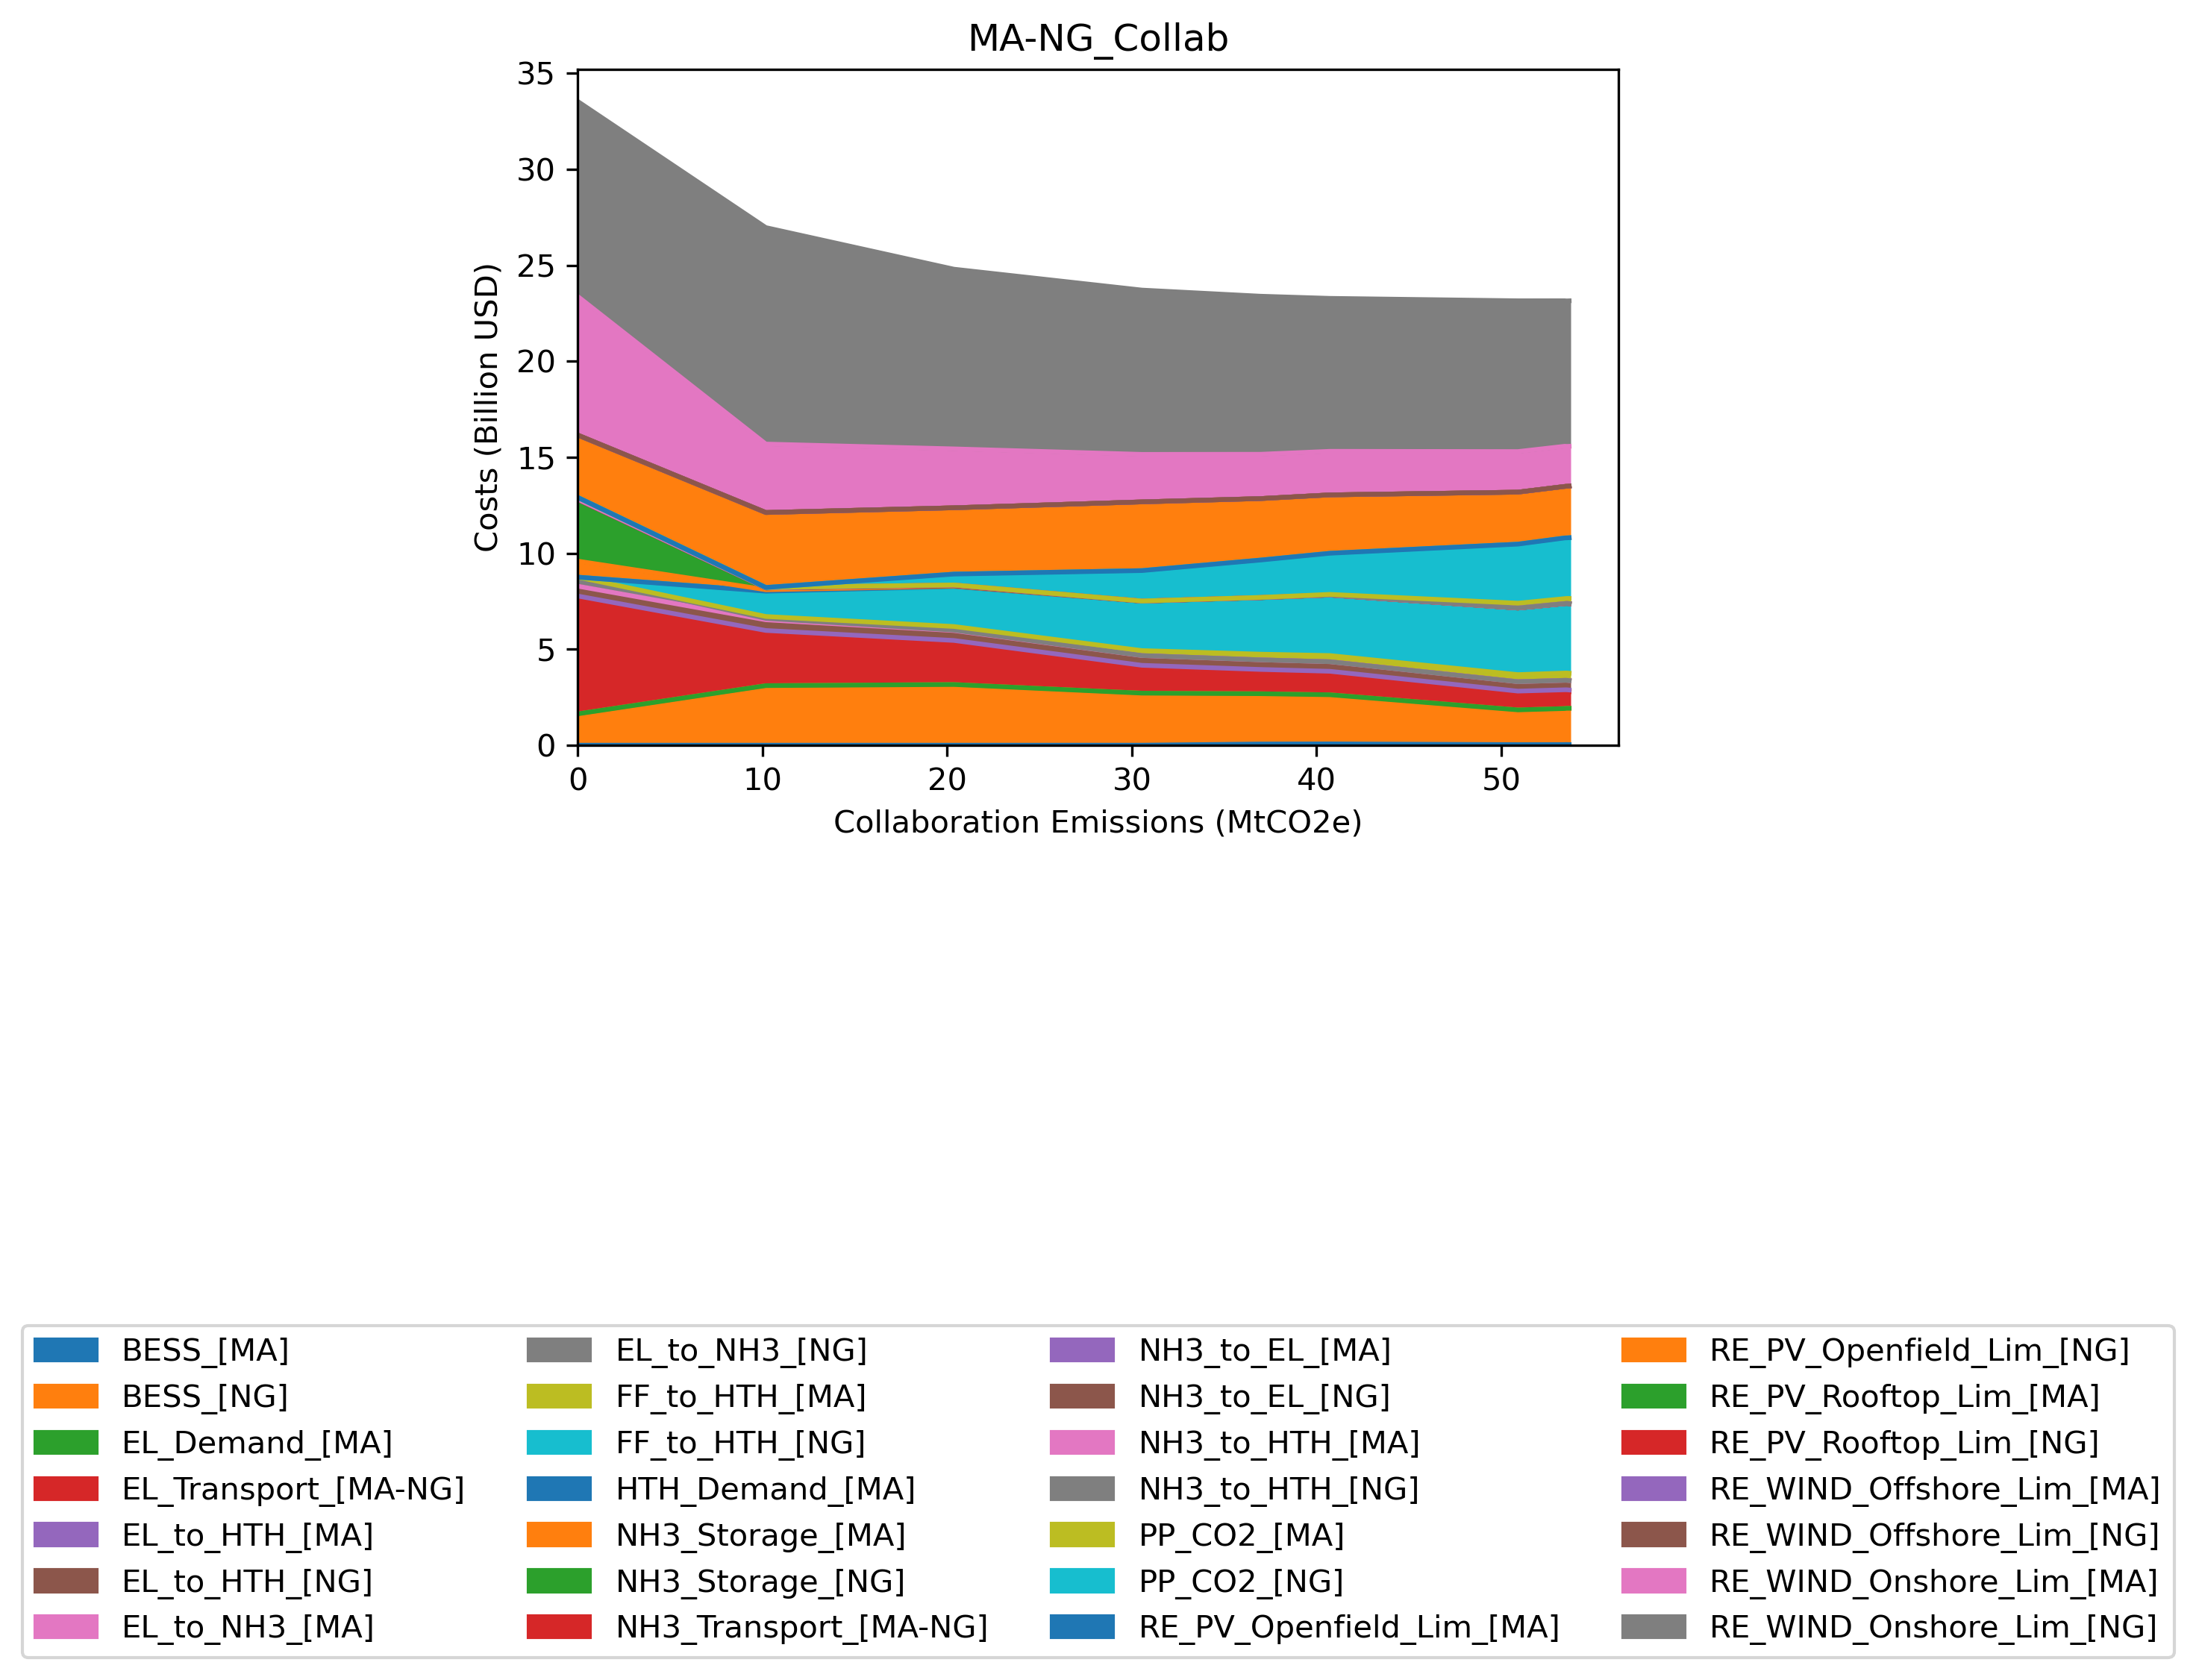 MA-NG_Collab
35
30
25
20
15
10
5
0
Costs (Billion USD)
0 10 20 30 40 50
Collaboration Emissions (MtCO2e)
BESS_[MA]
BESS_[NG]
EL_Demand_[MA]
EL_Transport_[MA-NG]
EL_to_HTH_[MA]
EL_to_HTH_[NG]
EL_to_NH3_[MA]
EL_to_NH3_[NG]
FF_to_HTH_[MA]
FF_to_HTH_[NG]
HTH_Demand_[MA]
NH3_Storage_[MA]
NH3_Storage_[NG]
NH3_Transport_[MA-NG]
NH3_to_EL_[MA]
NH3_to_EL_[NG]
NH3_to_HTH_[MA]
NH3_to_HTH_[NG]
PP_CO2_[MA]
PP_CO2_[NG]
RE_PV_Openfield_Lim_[MA]
RE_PV_Openfield_Lim_[NG]
RE_PV_Rooftop_Lim_[MA]
RE_PV_Rooftop_Lim_[NG]
RE_WIND_Offshore_Lim_[MA]
RE_WIND_Offshore_Lim_[NG]
RE_WIND_Onshore_Lim_[MA]
RE_WIND_Onshore_Lim_[NG]